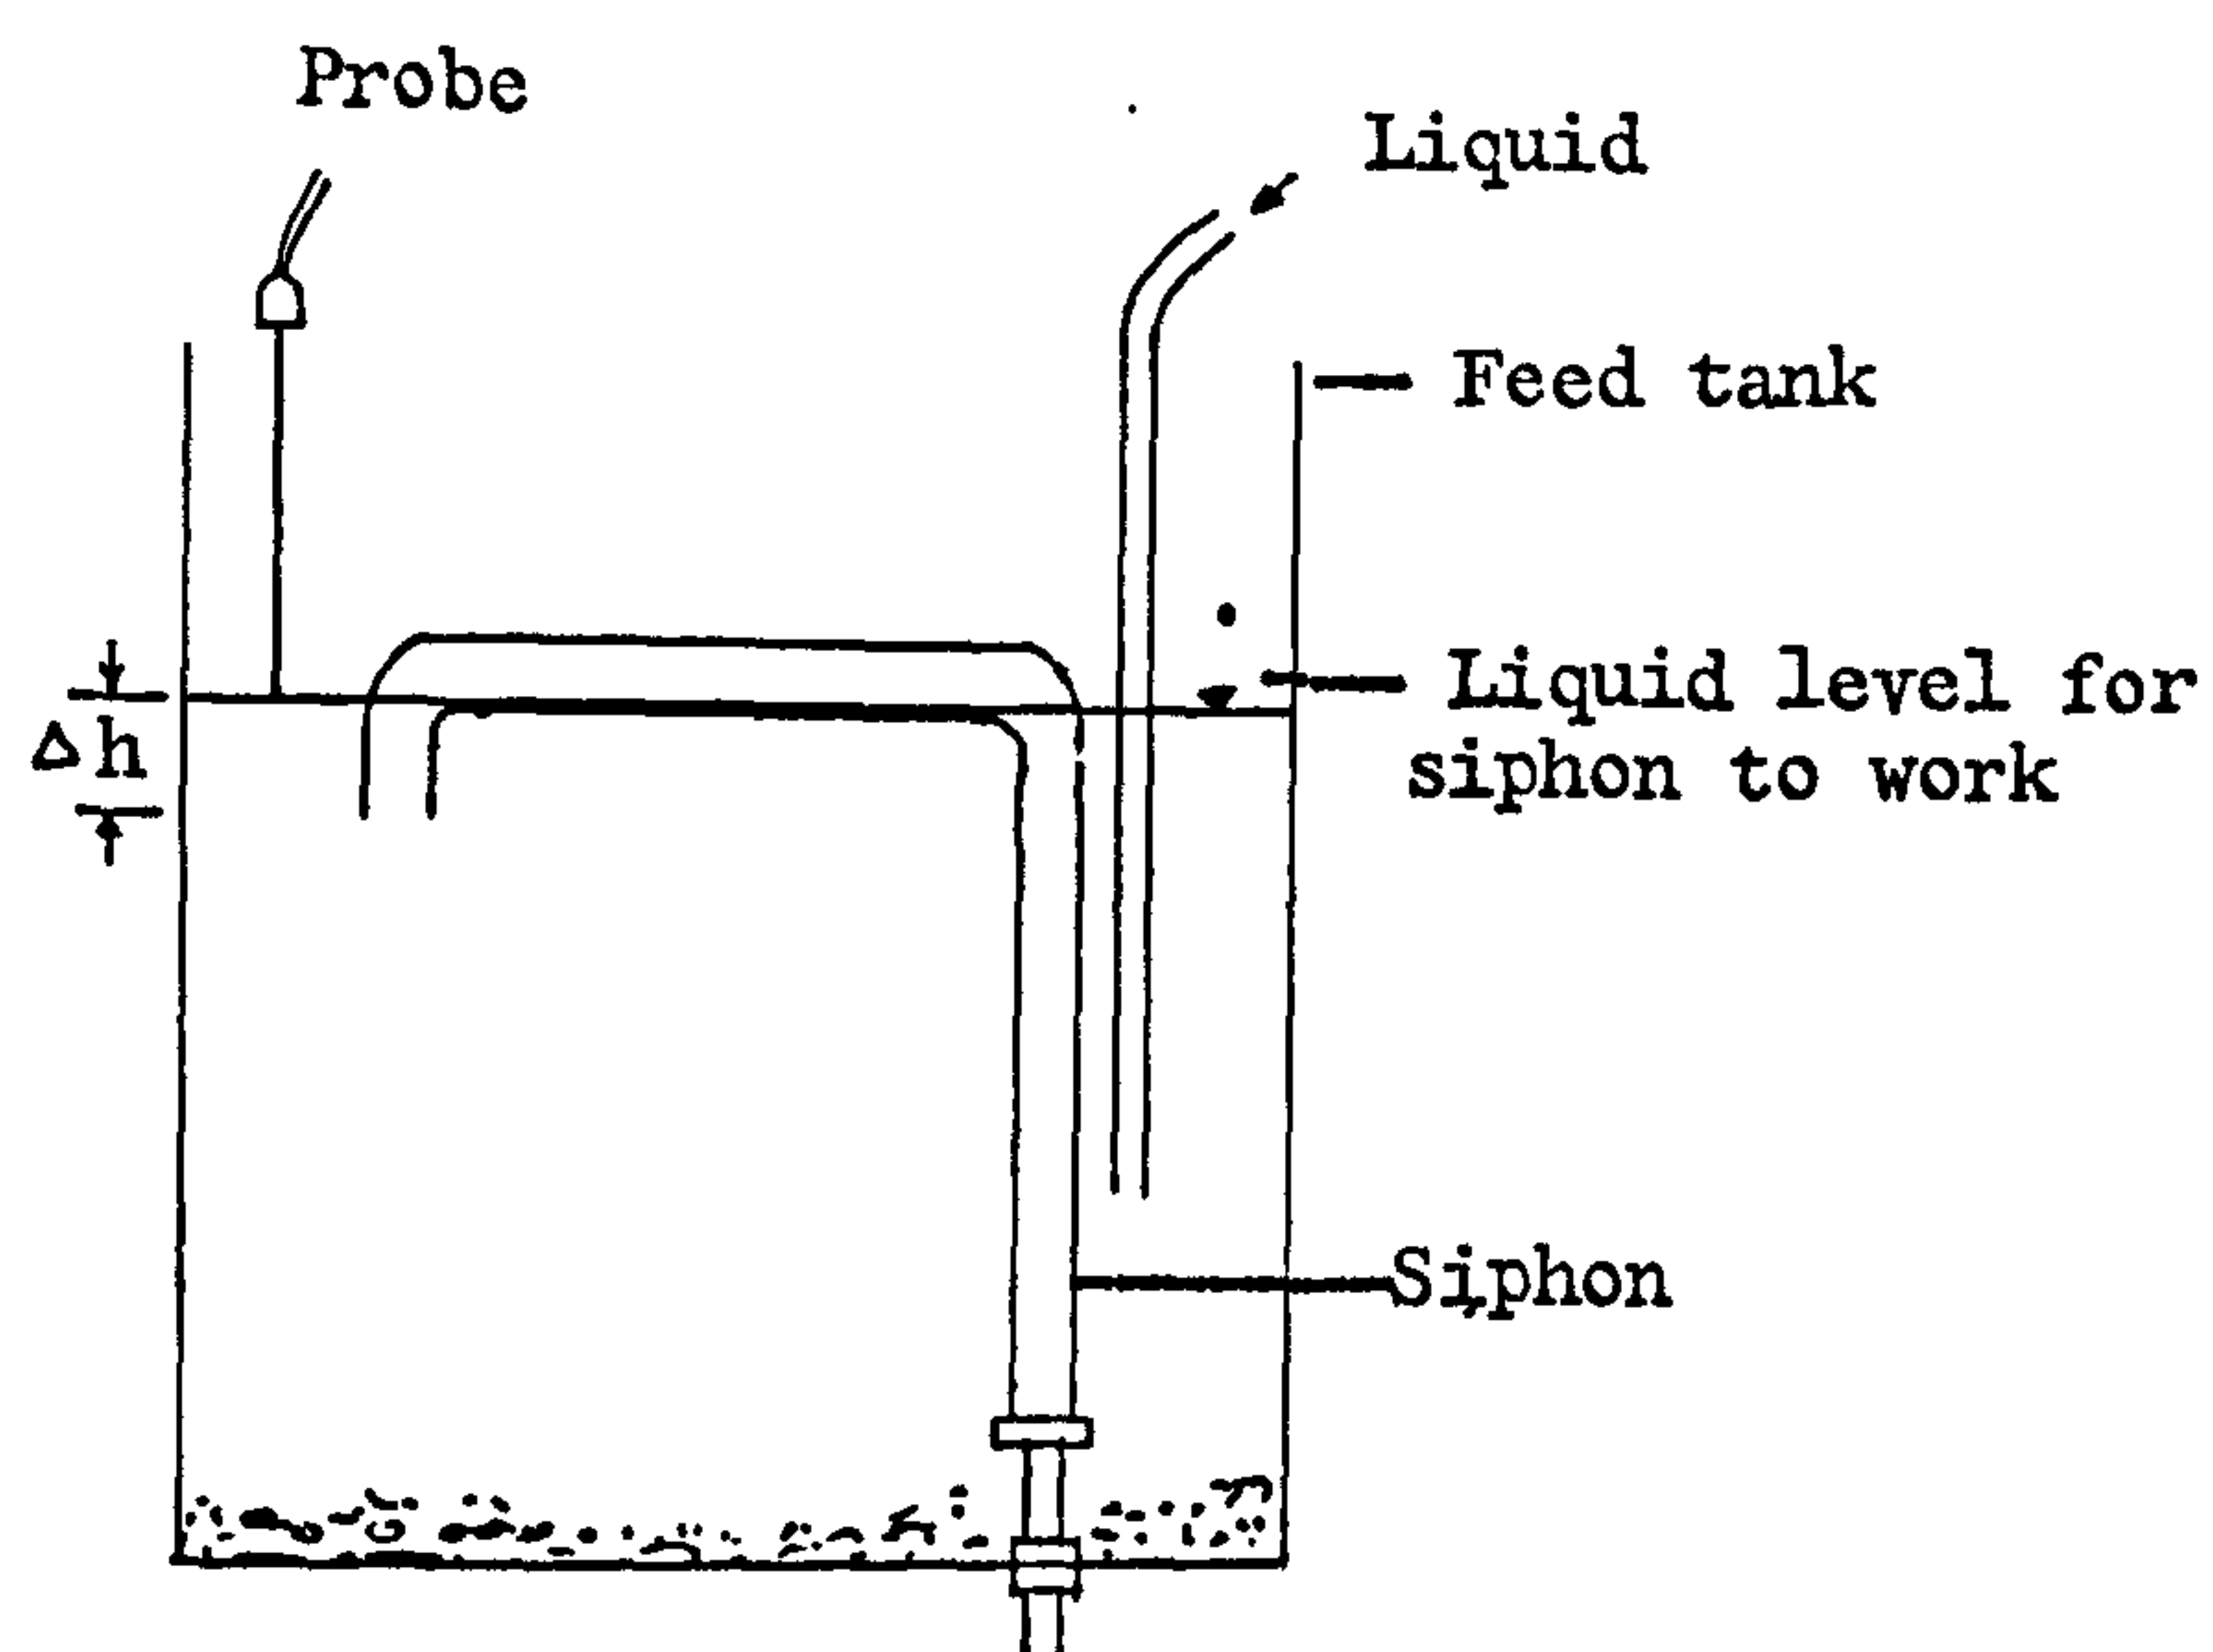 Probe
Liquid
Feed tank
Liquid level for
siphon to work
Δh
Siphon